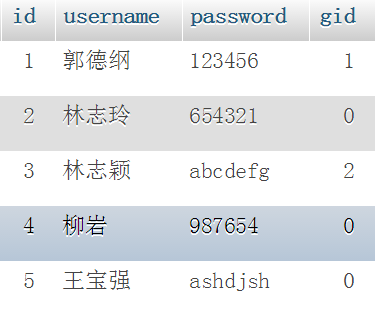 id username password gid
1 郭德纲 123456 1
2 林志玲 654321 0
3 林志颖 abcdefg 2
4 柳岩 987654 0
5 王宝强 ashdjsh 0